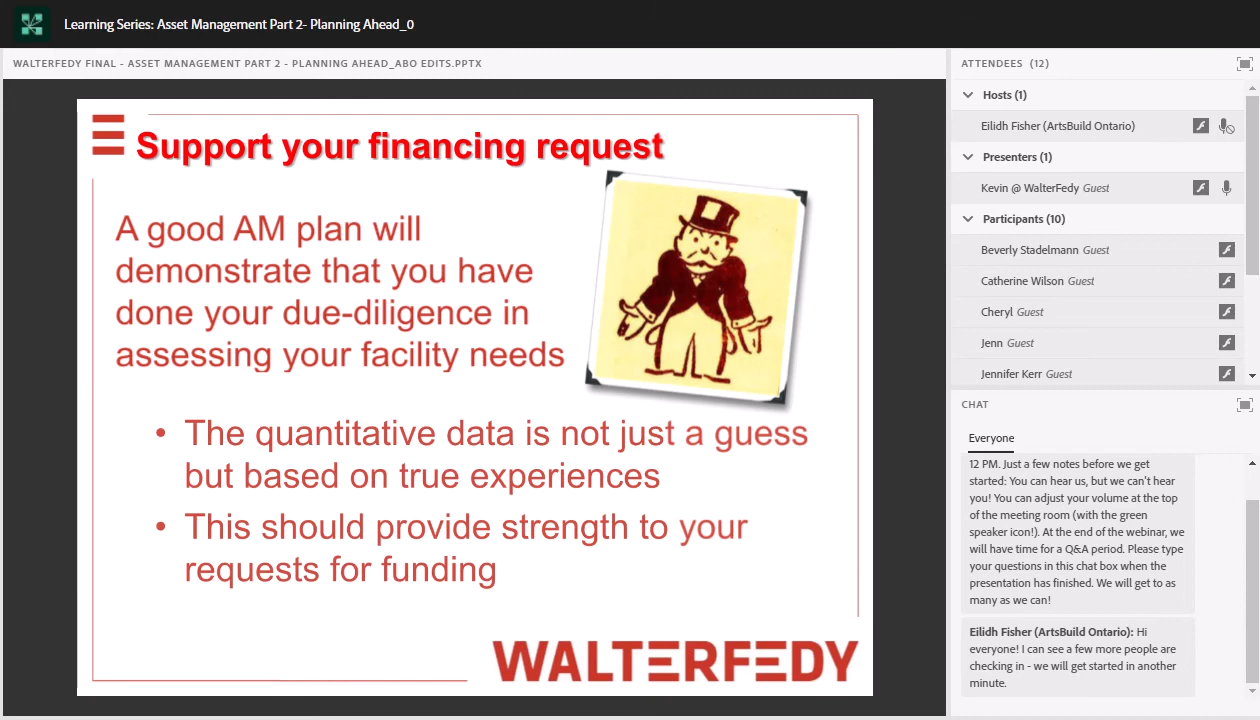 Learning Series: Asset Management Part 2- Planning Ahead_0
WALTERFEDY FINAL - ASSET MANAGEMENT PART 2 - PLANNING AHEAD_ABO EDITS.PPTX
Support your financing request
A good AM plan will
demonstrate that you have
done your due-diligence in
assessing your facility needs
• The quantitative data is not just a guess
but based on true experiences
• This should provide strength to your
requests for funding
WALTERFEDY
ATTENDEES (12)
Hosts (1)
Eilidh Fisher (ArtsBuild Ontario)
Presenters (1)
Kevin @ WalterFedy Guest
Participants (10)
Beverly Stadelmann Guest
Catherine Wilson Guest
Cheryl Guest
Jenn Guest
Jennifer Kerr Guest
CHAT
Everyone
12 PM. Just a few notes before we get
started: You can hear us, but we can't hear
you! You can adjust your volume at the top
of the meeting room (with the green
speaker icon!). At the end of the webinar, we
will have time for a Q&A period. Please type
your questions in this chat box when the
presentation has finished. We will get to as
many as we can!
Eilidh Fisher (ArtsBuild Ontario): Hi
everyone! I can see a few more people are
checking in - we will get started in another
minute.